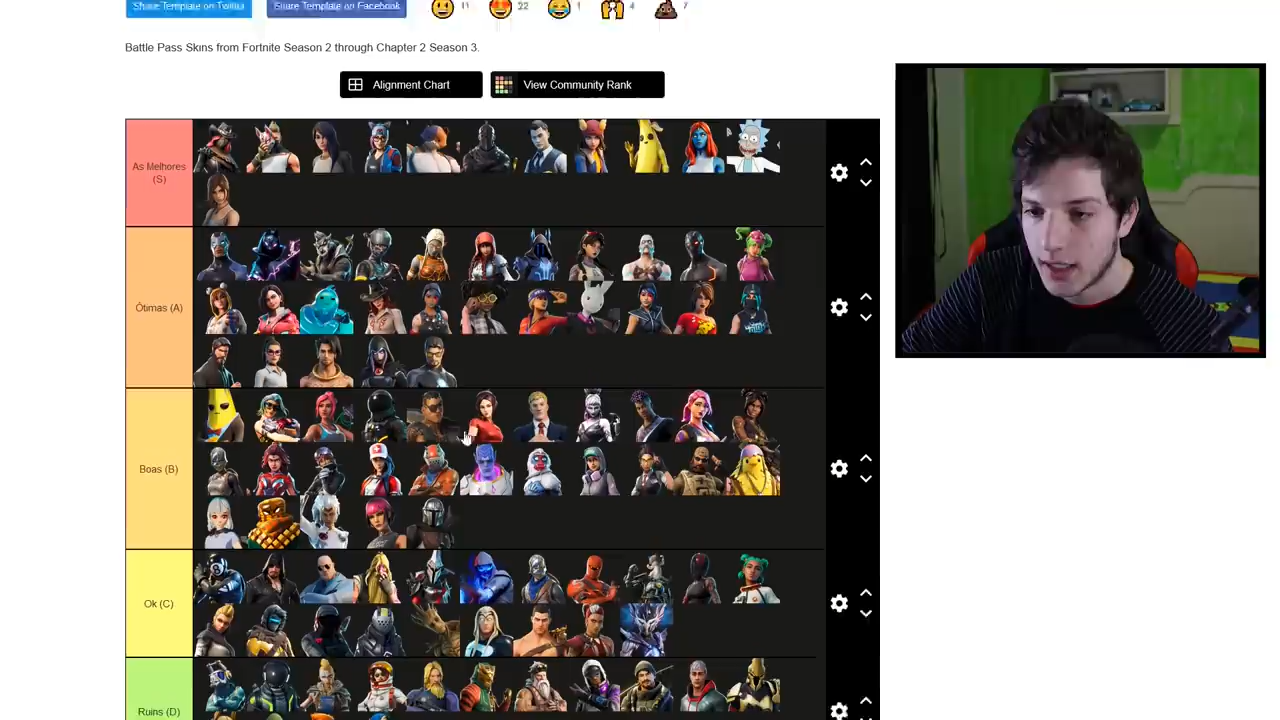 Share Template on Twitter
Share Template on Facebook
11
22
1
4
7
Battle Pass Skins from Fortnite Season 2 through Chapter 2 Season 3.
Alignment Chart
View Community Rank
As Melhores
(S)
Ótimas (A)
Boas (B)
Ok (C)
Ruins (D)